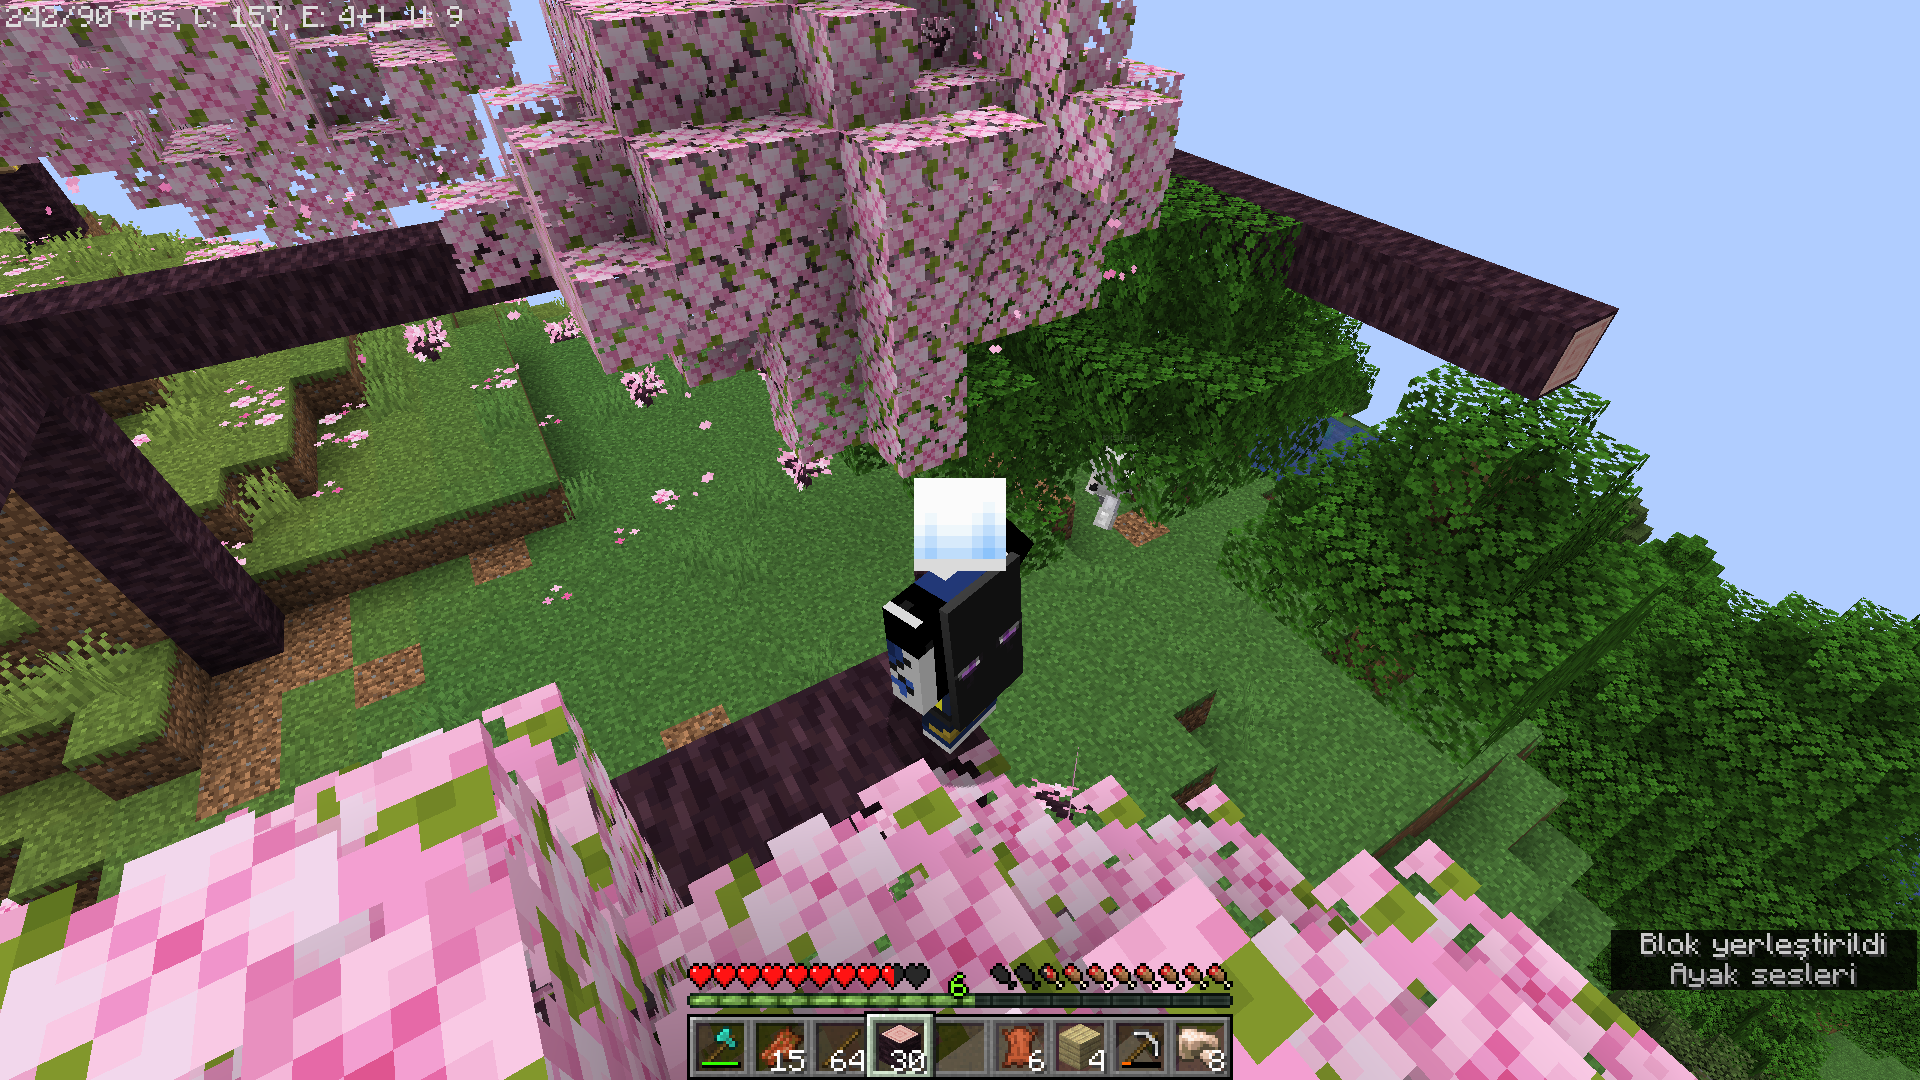 242/90 fps, C: 157, E: 4+1, U: 9
Blok yerleştirildi
Ayak sesleri
6
15 64 30 6 4 8